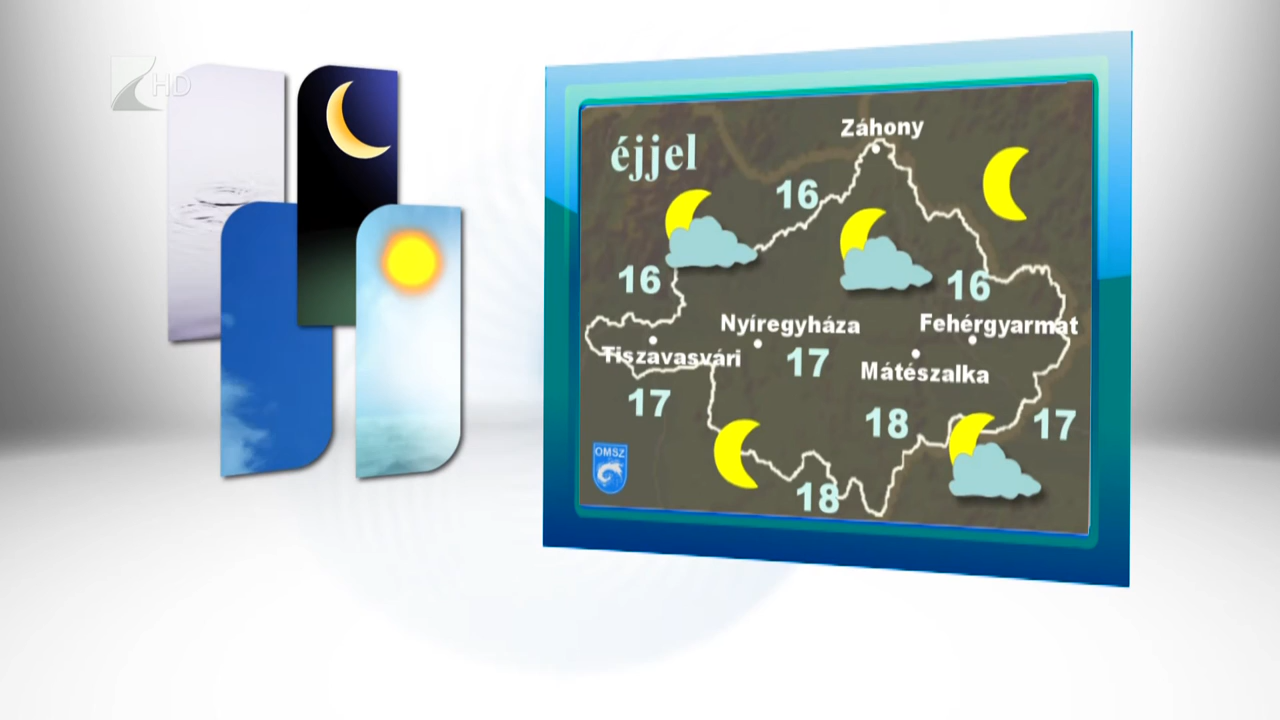 HD
éjjel
Záhony
16
16
16
Nyíregyháza
Fehérgyarmat
Tiszavasvári
17
Mátészalka
17
18
17
OMSZ
18